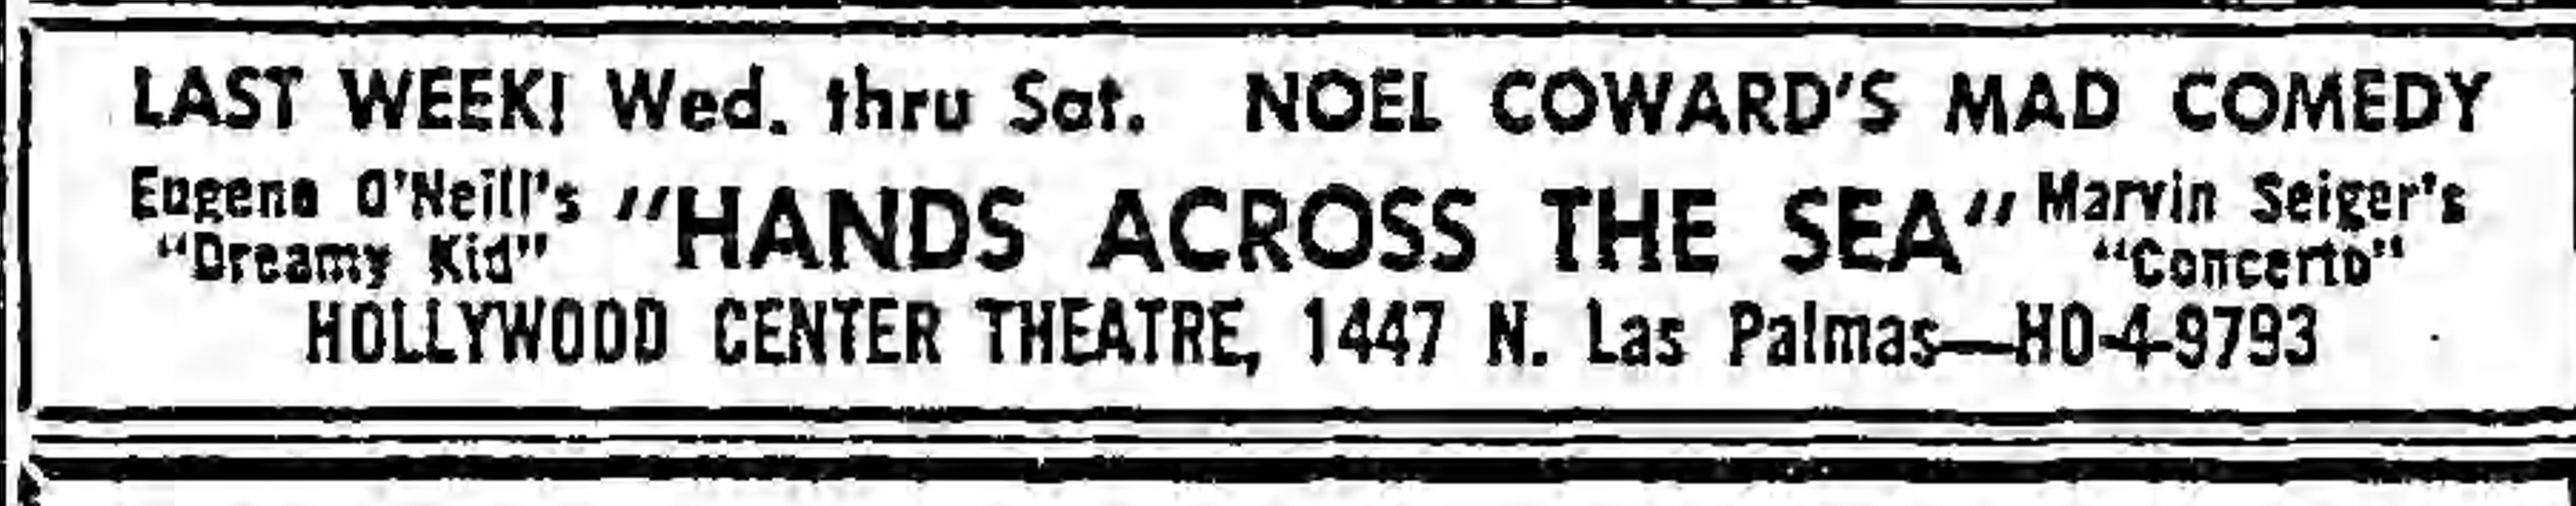 LAST WEEK! Wed. thru Sat. NOEL COWARD'S MAD COMEDY
Eugene O'Neill's
"Dreamy Kid"
"HANDS ACROSS THE SEA"
Marvin Seiger's
"Concerto"
HOLLYWOOD CENTER THEATRE, 1447 N. Las Palmas—HO-4-9793